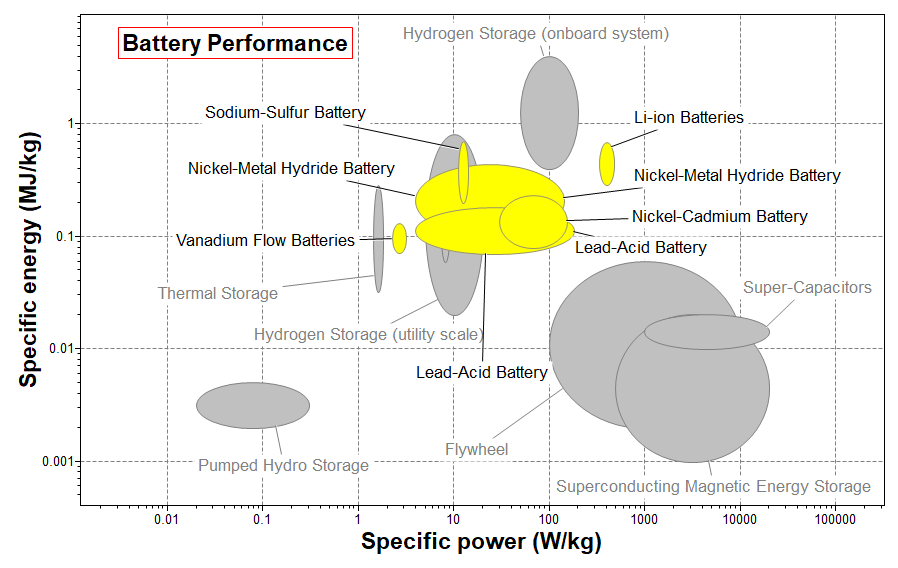 Battery Performance
Hydrogen Storage (onboard system)
Sodium-Sulfur Battery
Li-ion Batteries
Nickel-Metal Hydride Battery
Nickel-Metal Hydride Battery
Nickel-Cadmium Battery
Vanadium Flow Batteries
Lead-Acid Battery
Thermal Storage
Super-Capacitors
Hydrogen Storage (utility scale)
Lead-Acid Battery
Flywheel
Pumped Hydro Storage
Superconducting Magnetic Energy Storage
Specific energy (MJ/kg)
1
0.1
0.01
0.001
0.01 0.1 1 10 100 1000 10000 100000
Specific power (W/kg)